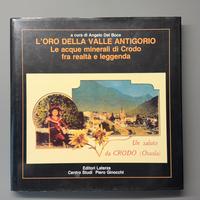 a cura di Angelo Del Boca
L'ORO DELLA VALLE ANTIGORIO
Le acque minerali di Crodo
fra realtà e leggenda
Un saluto
da CRODO (Ossola)
Editori Laterza
Centro Studi Piero Ginocchi